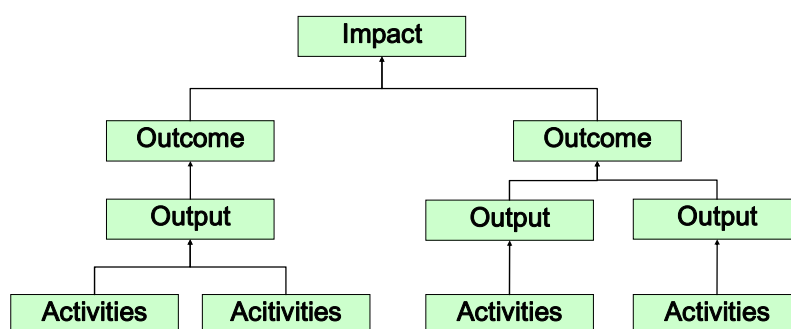 Impact
Outcome
Outcome
Output
Output
Output
Activities
Acitivities
Activities
Activities